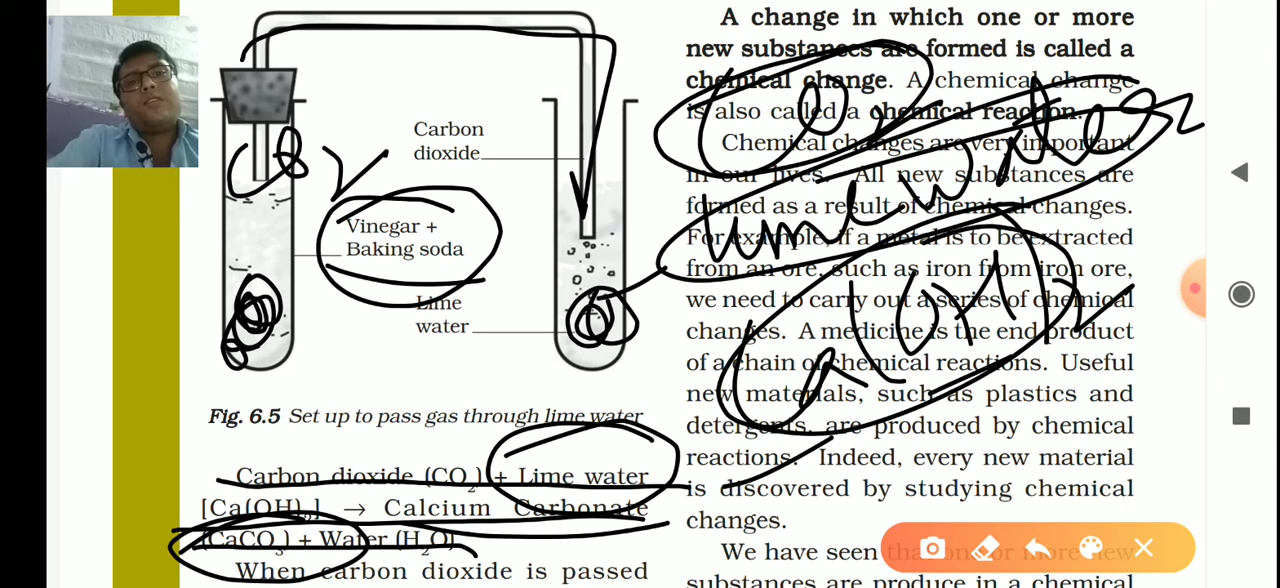 Carbon
dioxide
Vinegar +
Baking soda
Lime
water
Fig. 6.5 Set up to pass gas through lime water
Carbon dioxide (CO2) + Lime water
[Ca(OH)2] → Calcium Carbonate
(CaCO3) + Water (H2O)
When carbon dioxide is passed
A change in which one or more
new substances are formed is called a
chemical change. A chemical change
is also called a chemical reaction.
Chemical changes are very important
in our lives. All new substances are
formed as a result of chemical changes.
For example, if a metal is to be extracted
from an ore, such as iron from iron ore,
we need to carry out a series of chemical
changes. A medicine is the end product
of a chain of chemical reactions. Useful
new materials, such as plastics and
detergents, are produced by chemical
reactions. Indeed, every new material
is discovered by studying chemical
changes.
We have seen that one or more new
substances are produce in a chemical
lime water
Ca(OH)2